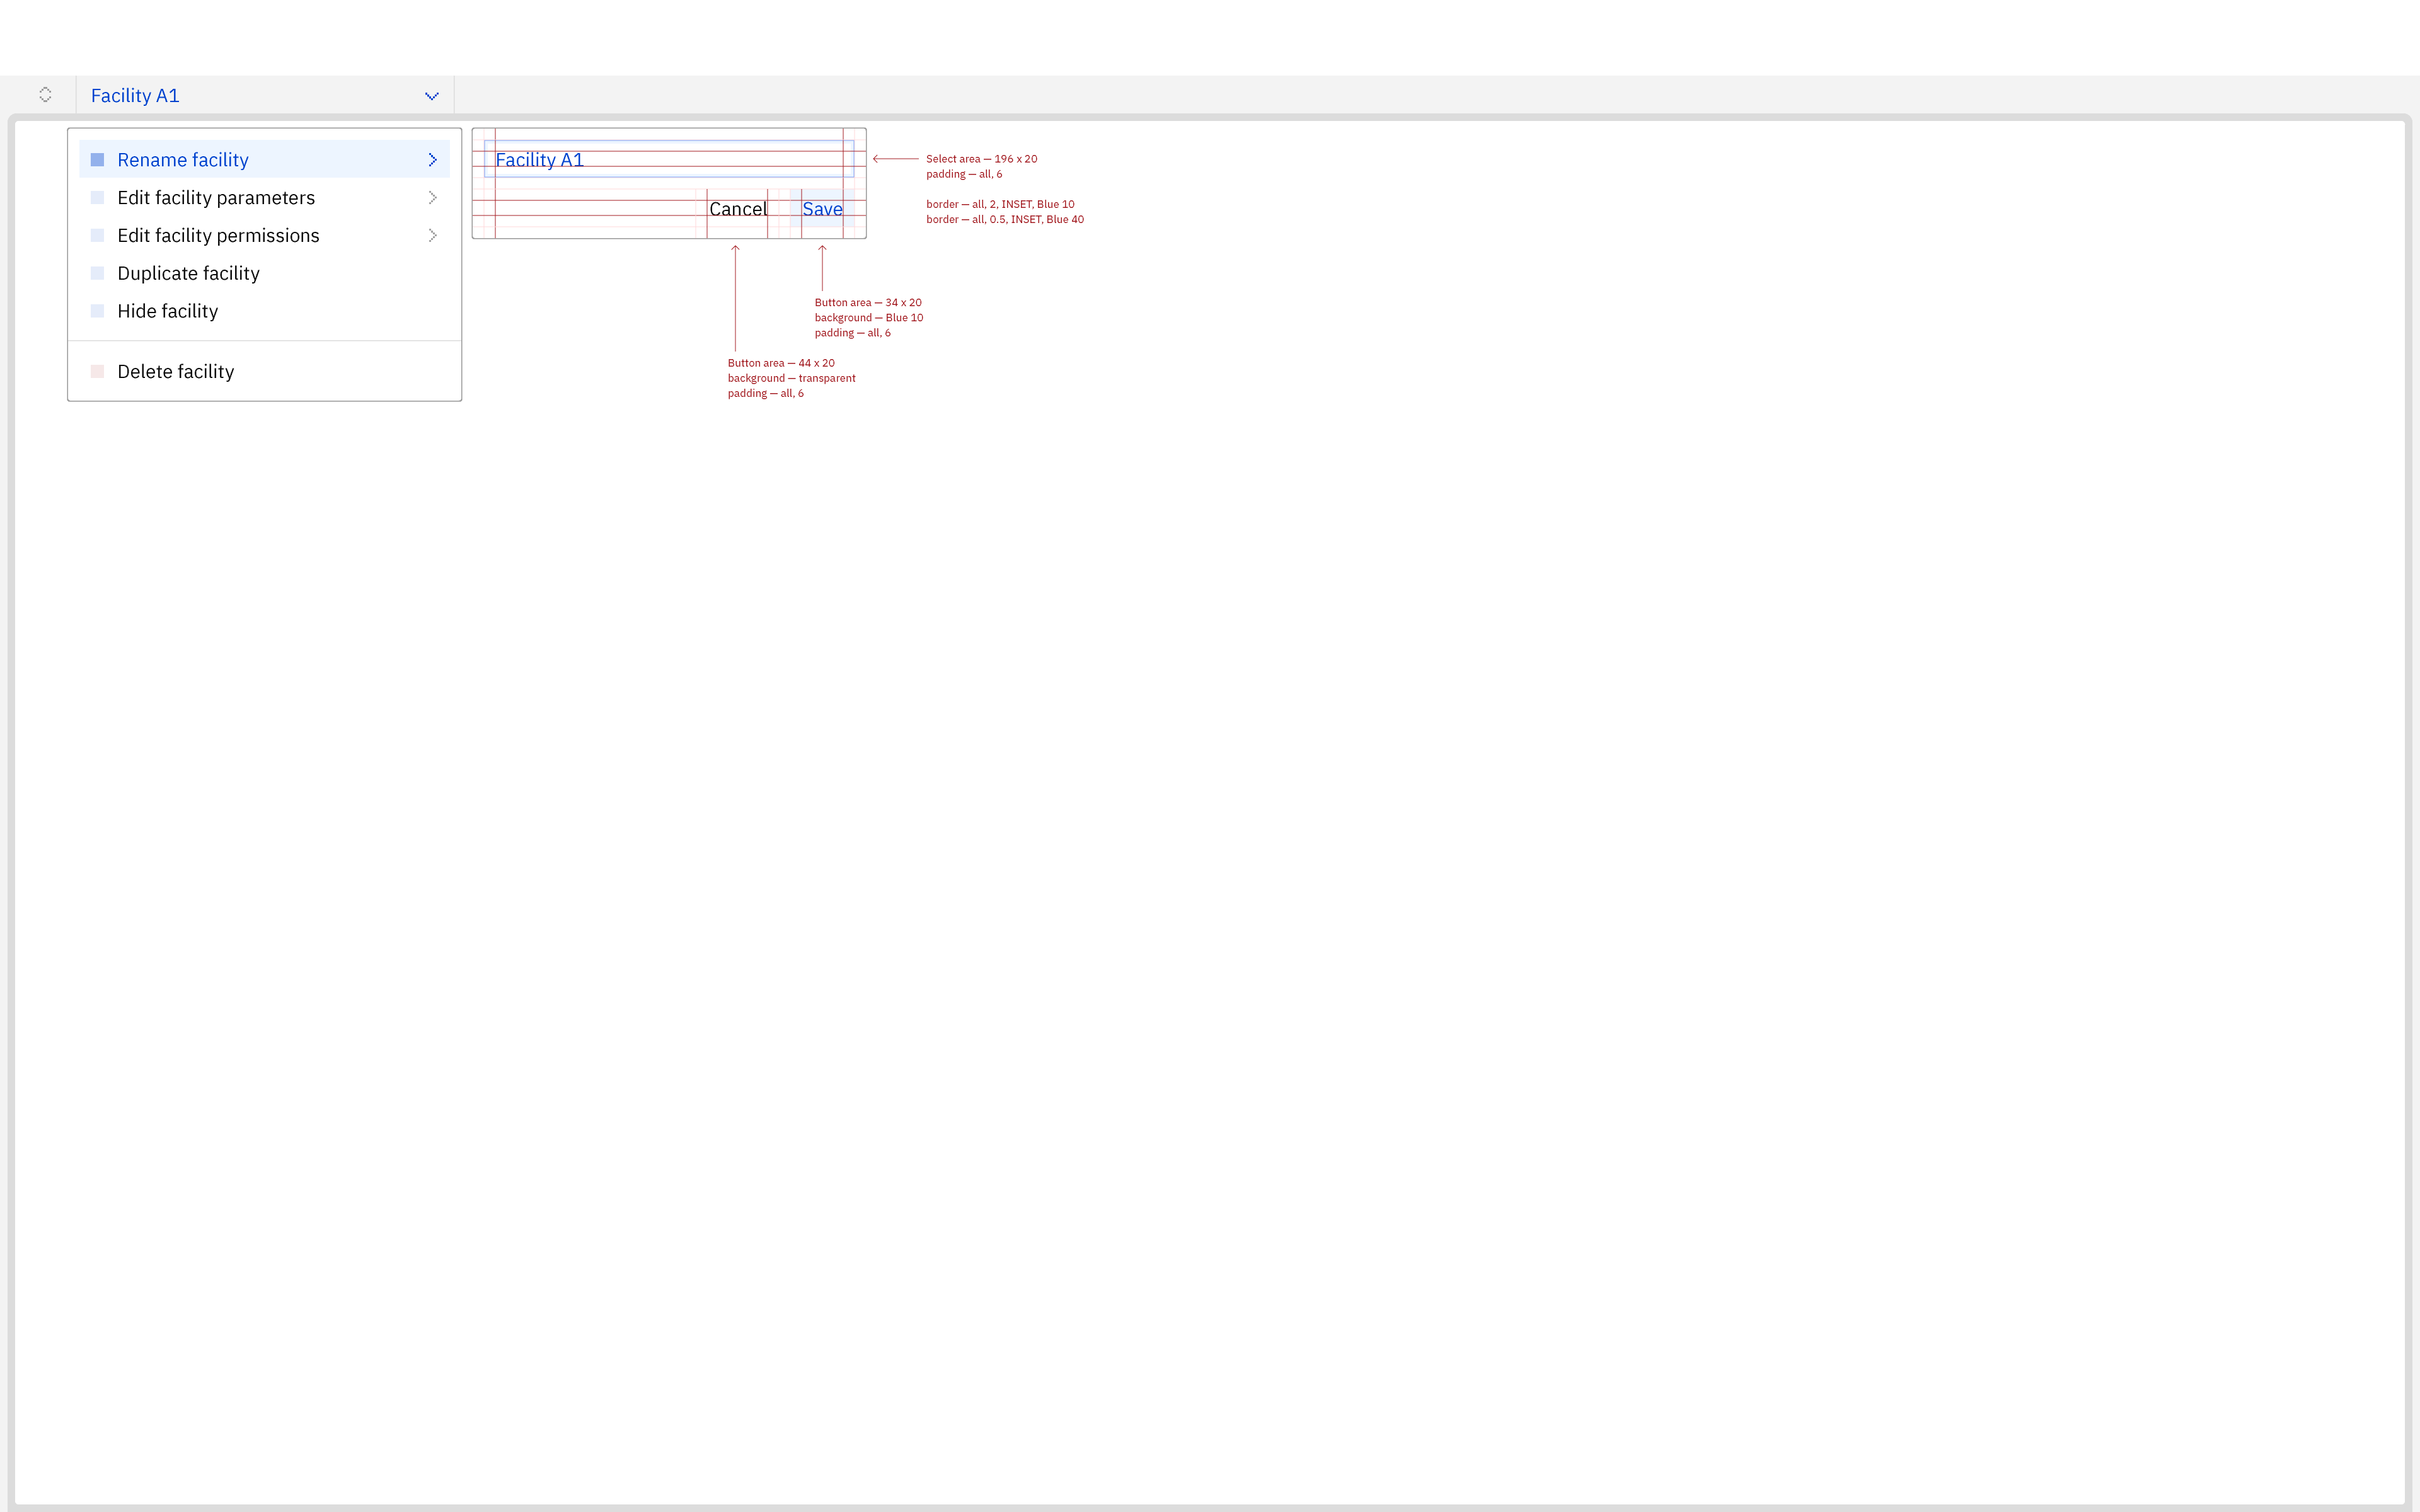 Facility A1
Rename facility
Edit facility parameters
Edit facility permissions
Duplicate facility
Hide facility
Delete facility
Facility A1
Cancel
Save
Select area — 196 x 20
padding — all, 6
border — all, 2, INSET, Blue 10
border — all, 0.5, INSET, Blue 40
Button area — 34 x 20
background — Blue 10
padding — all, 6
Button area — 44 x 20
background — transparent
padding — all, 6